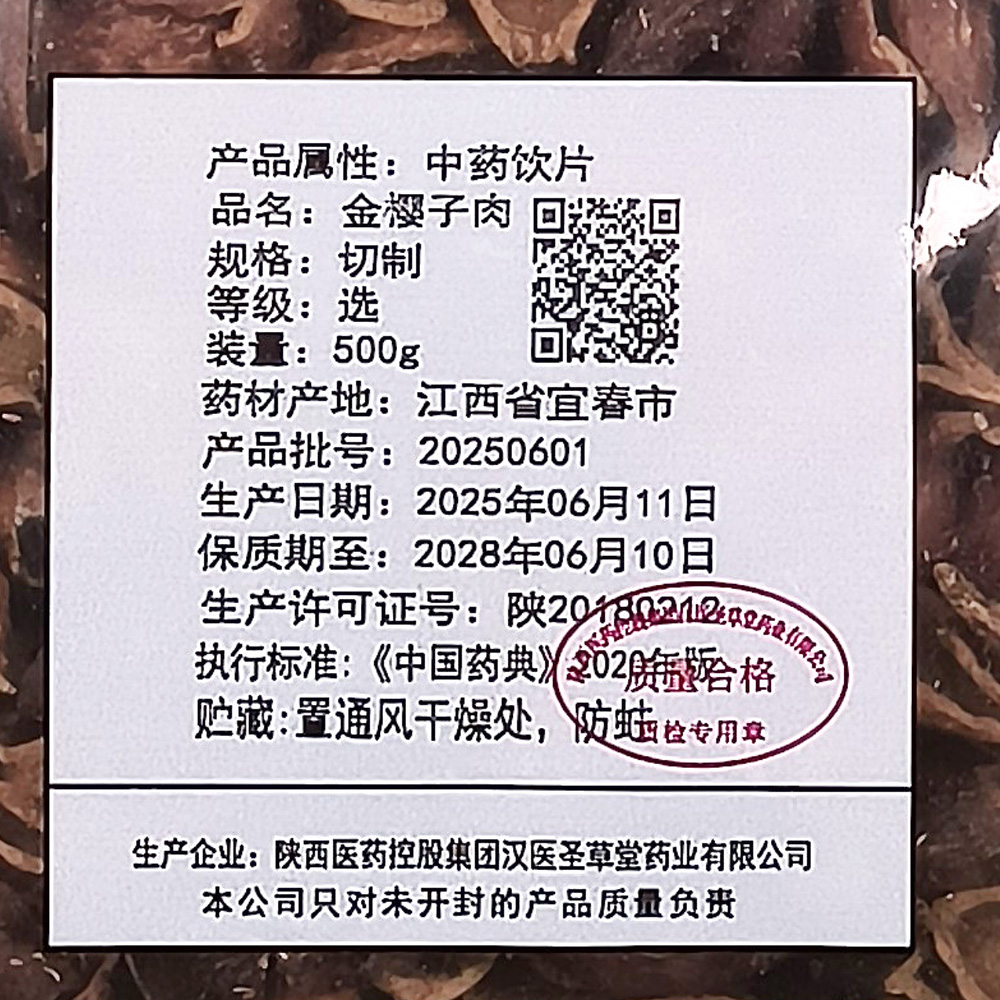 产品属性：中药饮片
品名：金樱子肉
规格：切制
等级：选
装量：500g
药材产地：江西省宜春市
产品批号：20250601
生产日期：2025年06月11日
保质期至：2028年06月10日
生产许可证号：陕20180212
执行标准:《中国药典》2020年版
贮藏:置通风干燥处，防蛀
质量合格
质检专用章
生产企业：陕西医药控股集团汉医圣草堂药业有限公司
本公司只对未开封的产品质量负责